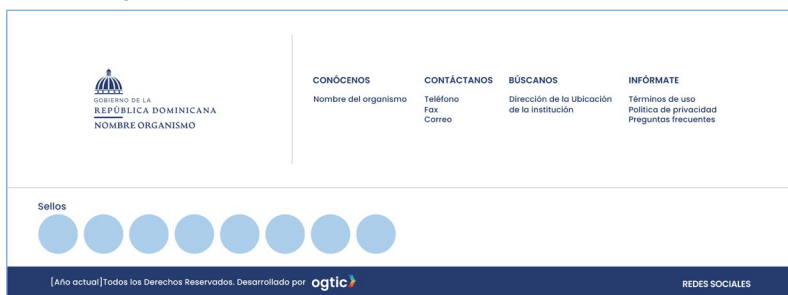 GOBIERNO DE LA
REPÚBLICA DOMINICANA
NOMBRE ORGANISMO
CONÓCENOS
Nombre del organismo
CONTÁCTANOS
Teléfono
Fax
Correo
BÚSCANOS
Dirección de la Ubicación
de la institución
INFÓRMATE
Términos de uso
Política de privacidad
Preguntas frecuentes
Sellos
[Año actual]Todos los Derechos Reservados. Desarrollado por ogtic
REDES SOCIALES